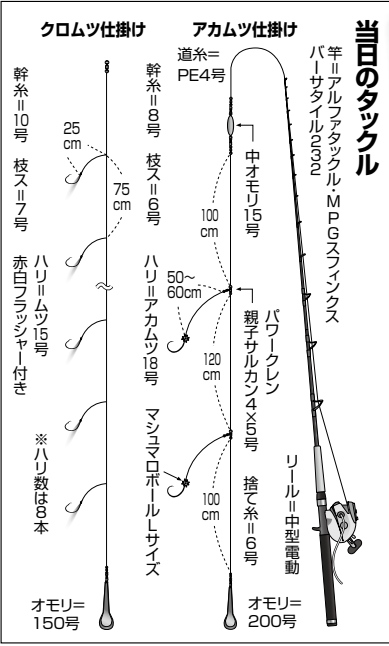 当日のタックル
竿=アルファタックル・MPGスフィンクス
バーサタイル232
リール=中型電動
アカムツ仕掛け
道糸=
PE4号
中オモリ15号
100
cm
幹糸=8号 枝ス=6号
パワークレン
親子サルカン4×5号
50〜
60cm
ハリ=アカムツ18号
120
cm
マシュマロボールLサイズ
100
cm
捨て糸=6号
オモリ=
200号
クロムツ仕掛け
幹糸=10号 枝ス=7号
25
cm
75
cm
ハリ=ムツ15号
赤白フラッシャー付き
※ハリ数は8本
オモリ=
150号